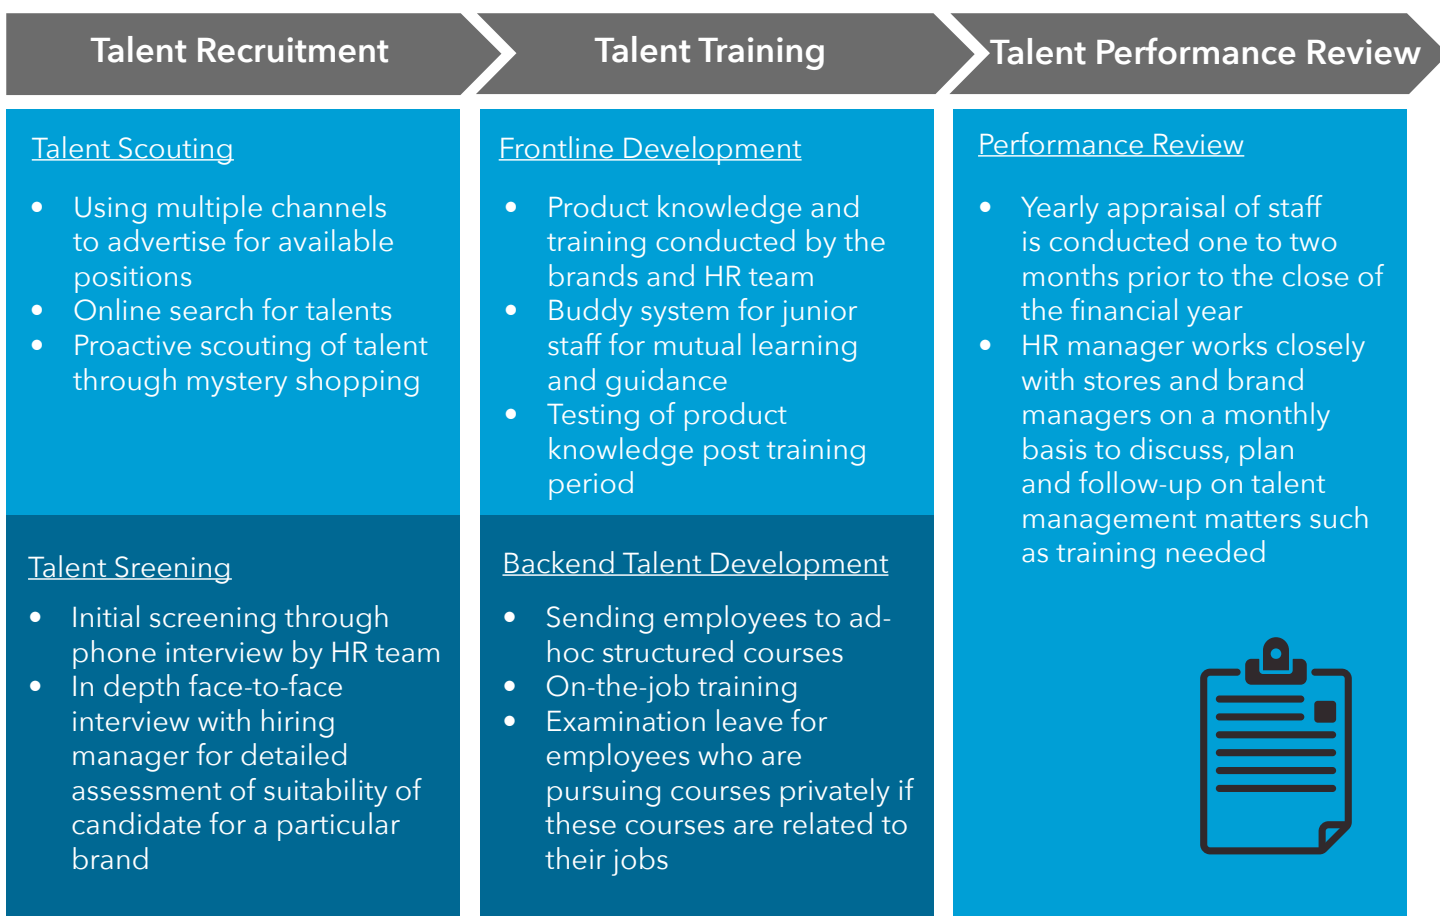 Talent Recruitment
Talent Training
Talent Performance Review
Talent Scouting
• Using multiple channels
to advertise for available
positions
• Online search for talents
• Proactive scouting of talent
through mystery shopping
Talent Sreening
• Initial screening through
phone interview by HR team
• In depth face-to-face
interview with hiring
manager for detailed
assessment of suitability of
candidate for a particular
brand
Frontline Development
• Product knowledge and
training conducted by the
brands and HR team
• Buddy system for junior
staff for mutual learning
and guidance
• Testing of product
knowledge post training
period
Backend Talent Development
• Sending employees to ad-
hoc structured courses
• On-the-job training
• Examination leave for
employees who are
pursuing courses privately if
these courses are related to
their jobs
Performance Review
• Yearly appraisal of staff
is conducted one to two
months prior to the close of
the financial year
• HR manager works closely
with stores and brand
managers on a monthly
basis to discuss, plan
and follow-up on talent
management matters such
as training needed